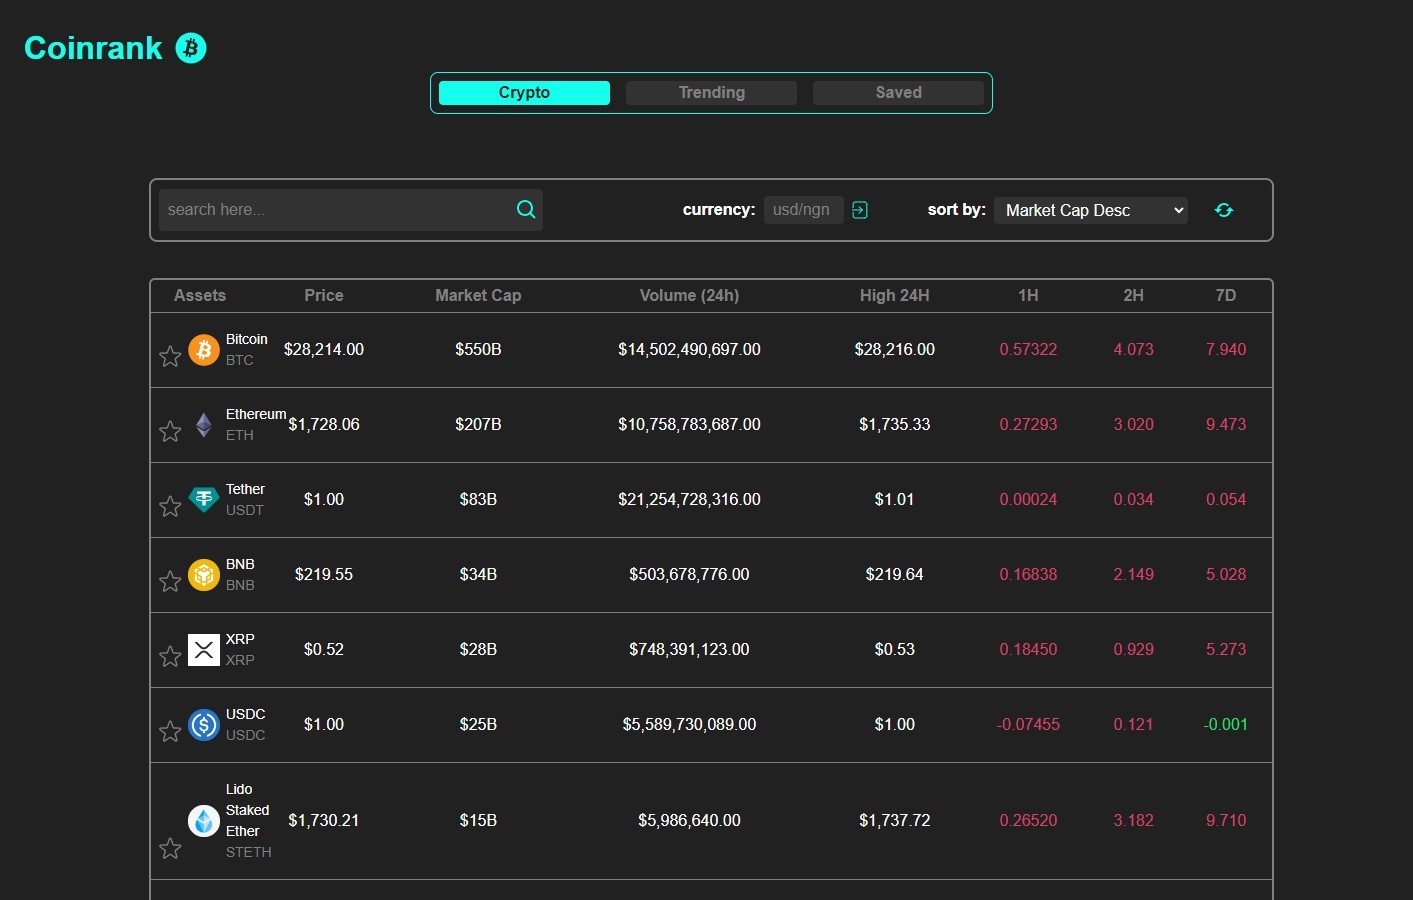 Coinrank
Crypto Trending Saved
search here... currency: usd/ngn sort by: Market Cap Desc
Assets Price Market Cap Volume (24h) High 24H 1H 2H 7D
Bitcoin
BTC
$28,214.00 $550B $14,502,490,697.00 $28,216.00 0.57322 4.073 7.940
Ethereum
ETH
$1,728.06 $207B $10,758,783,687.00 $1,735.33 0.27293 3.020 9.473
Tether
USDT
$1.00 $83B $21,254,728,316.00 $1.01 0.00024 0.034 0.054
BNB
BNB
$219.55 $34B $503,678,776.00 $219.64 0.16838 2.149 5.028
XRP
XRP
$0.52 $28B $748,391,123.00 $0.53 0.18450 0.929 5.273
USDC
USDC
$1.00 $25B $5,589,730,089.00 $1.00 -0.07455 0.121 -0.001
Lido
Staked
Ether
STETH
$1,730.21 $15B $5,986,640.00 $1,737.72 0.26520 3.182 9.710